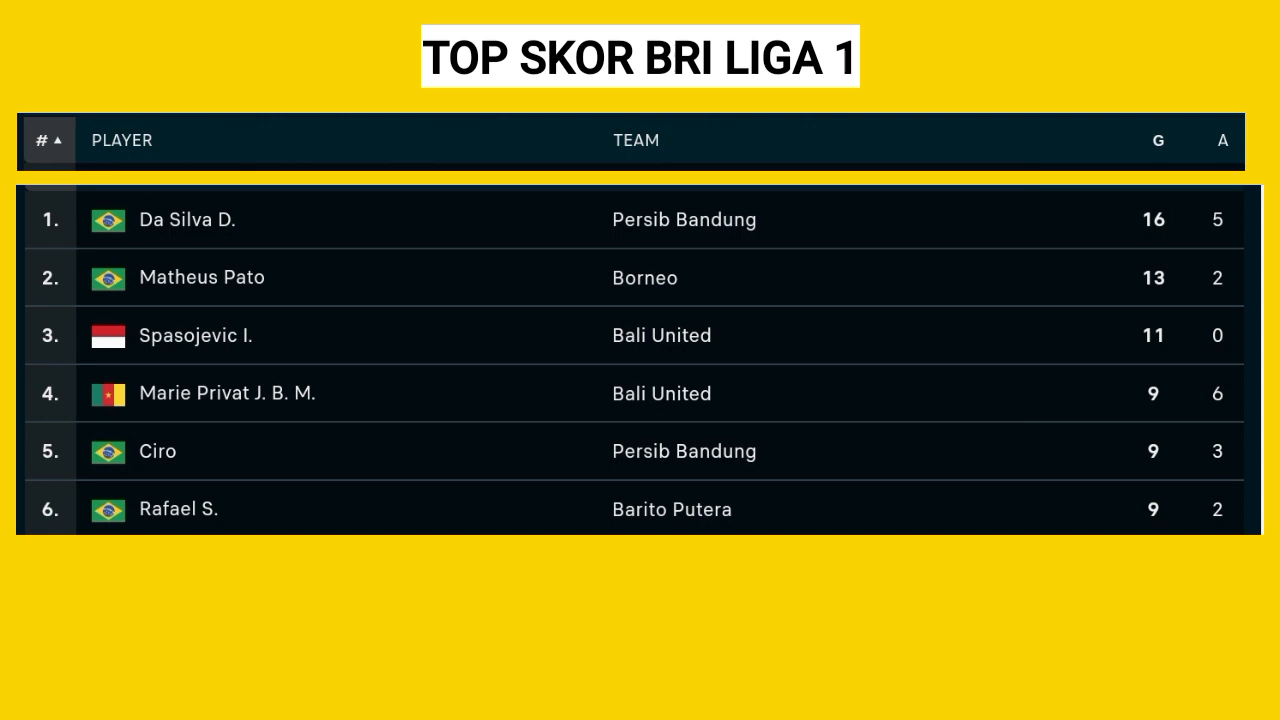 TOP SKOR BRI LIGA 1
# ▲ PLAYER TEAM G A
1. Da Silva D. Persib Bandung 16 5
2. Matheus Pato Borneo 13 2
3. Spasojevic I. Bali United 11 0
4. Marie Privat J. B. M. Bali United 9 6
5. Ciro Persib Bandung 9 3
6. Rafael S. Barito Putera 9 2